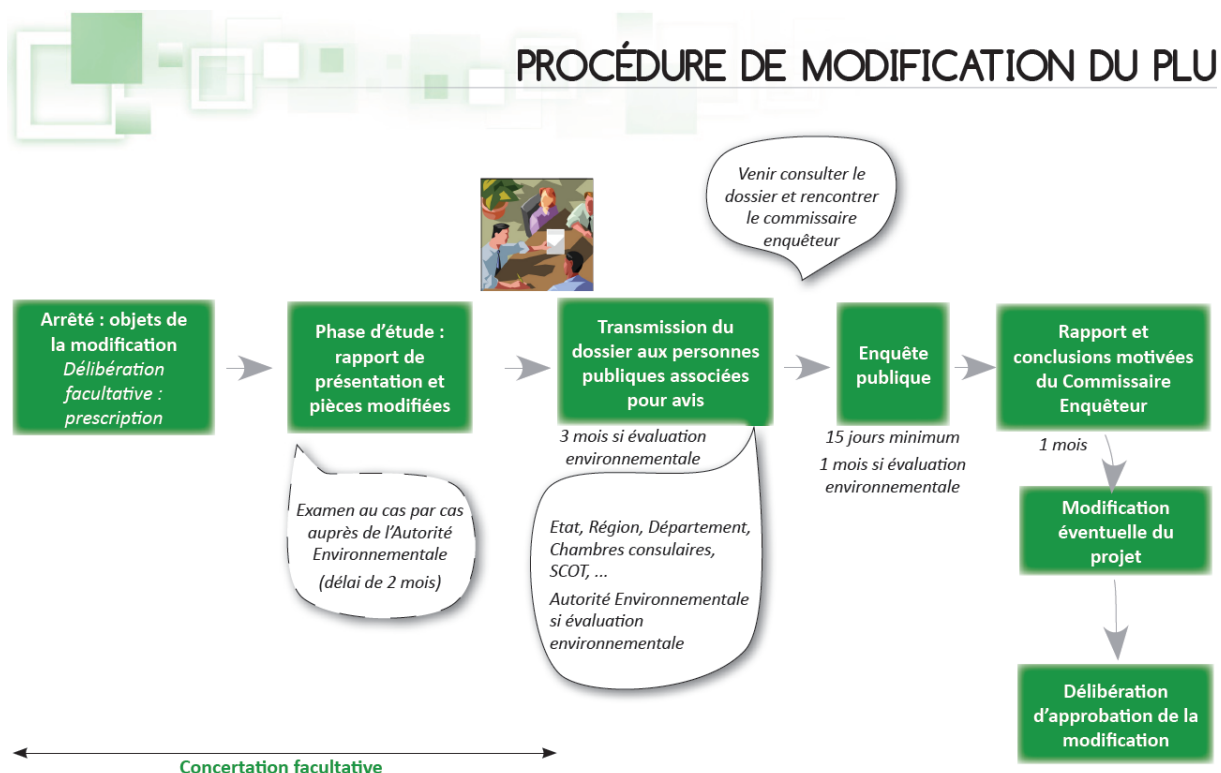 PROCÉDURE DE MODIFICATION DU PLU
Venir consulter le
dossier et rencontrer
le commissaire
enquêteur
Arrêté : objets de
la modification
Délibération
facultative :
prescription
Phase d'étude :
rapport de
présentation et
pièces modifiées
Transmission du
dossier aux personnes
publiques associées
pour avis
Enquête
publique
Rapport et
conclusions motivées
du Commissaire
Enquêteur
3 mois si évaluation
environnementale
15 jours minimum
1 mois si évaluation
environnementale
1 mois
Examen au cas par cas
auprès de l'Autorité
Environnementale
(délai de 2 mois)
Etat, Région, Département,
Chambres consulaires,
SCOT, ...
Autorité Environnementale
si évaluation
environnementale
Modification
éventuelle du
projet
Délibération
d'approbation de la
modification
Concertation facultative